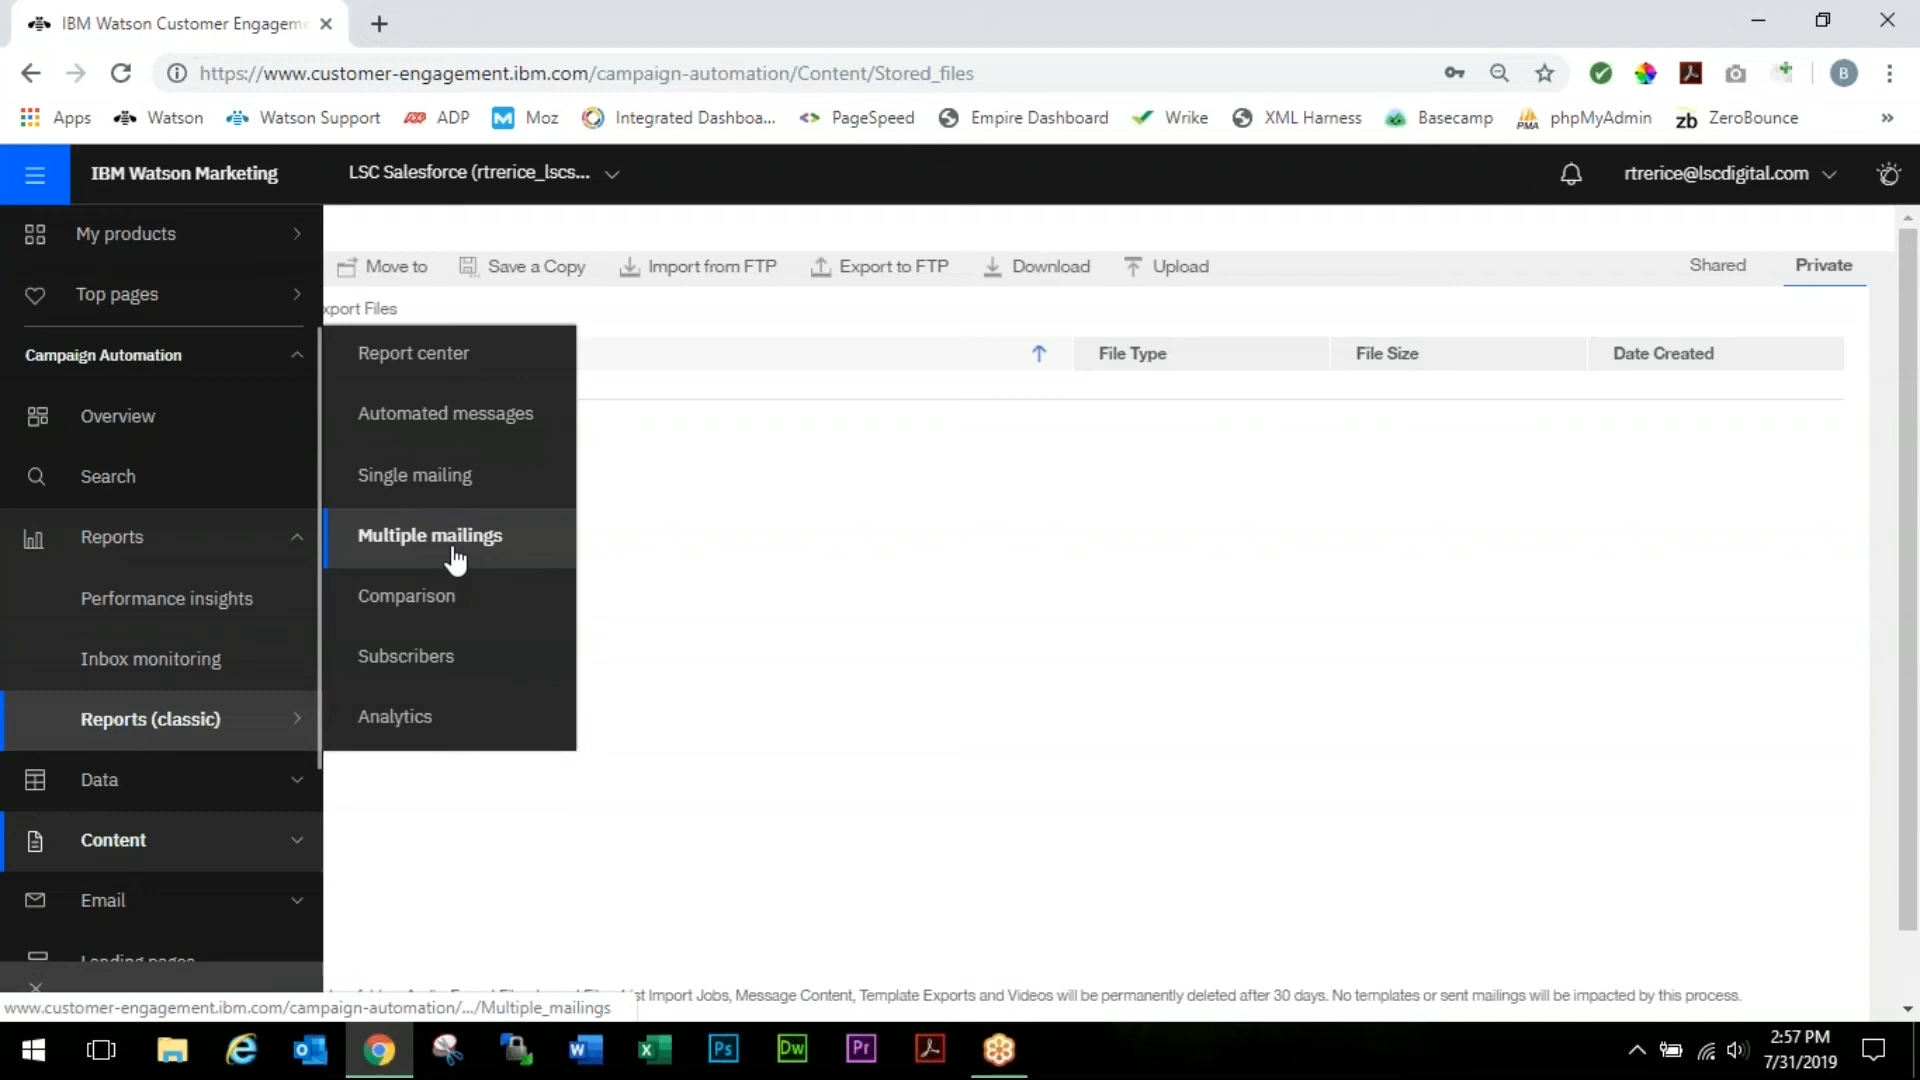 IBM Watson Customer Engagem
https://www.customer-engagement.ibm.com/campaign-automation/Content/Stored_files
B
Apps
Watson
Watson Support
ADP
Moz
Integrated Dashboa...
PageSpeed
Empire Dashboard
Wrike
XML Harness
Basecamp
PMA phpMyAdmin
zb ZeroBounce
»
IBM Watson Marketing
LSC Salesforce (rtrerice_lscs...
rtrerice@lscdigital.com
My products
Top pages
Campaign Automation
Overview
Search
Reports
Performance insights
Inbox monitoring
Reports (classic)
Data
Content
Email
Landing pages
Report center
Automated messages
Single mailing
Multiple mailings
Comparison
Subscribers
Analytics
Move to
Save a Copy
Import from FTP
Export to FTP
Download
Upload
Shared
Private
xport Files
File Type
File Size
Date Created
st Import Jobs, Message Content, Template Exports and Videos will be permanently deleted after 30 days. No templates or sent mailings will be impacted by this process.
www.customer-engagement.ibm.com/campaign-automation/.../Multiple_mailings
Ps
Dw
Pr
2:57 PM
7/31/2019